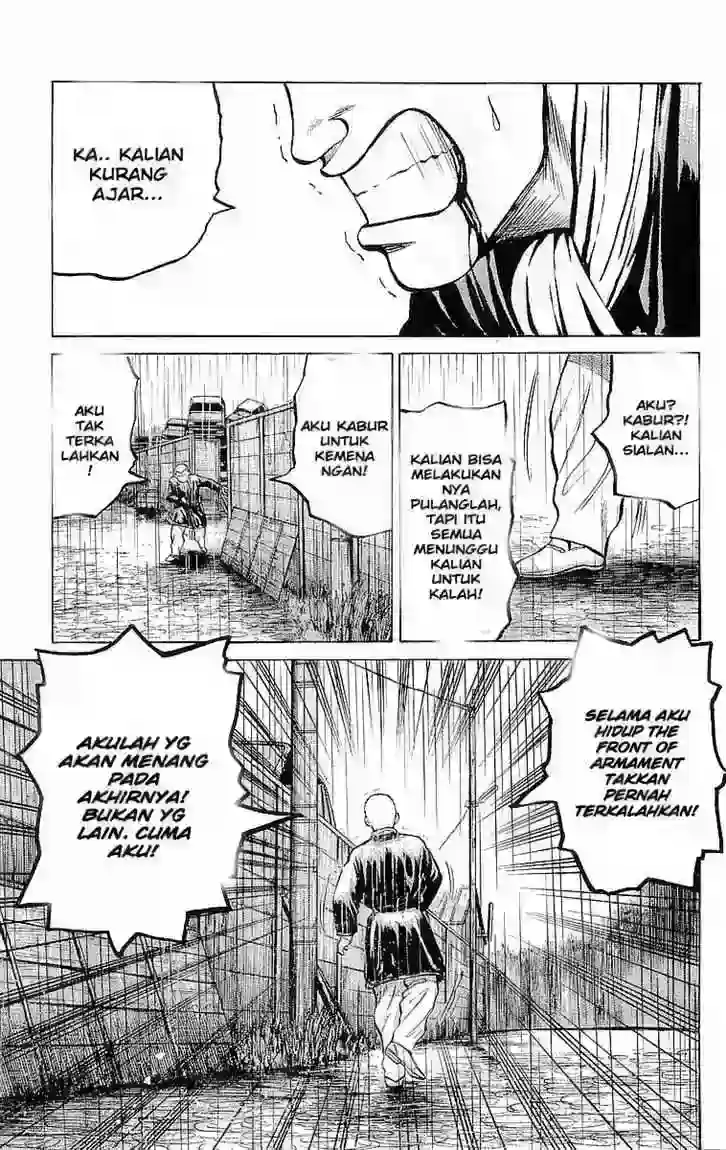 KA.. KALIAN
KURANG
AJAR...
AKU?
KABUR?!
KALIAN
SIALAN...
KALIAN BISA
MELAKUKAN
NYA
PULANGLAH,
TAPI ITU
SEMUA
MENUNGGU
KALIAN
UNTUK
KALAH!
AKU KABUR
UNTUK
KEMENA
NGAN!
AKU
TAK
TERKA
LAHKAN
!
SELAMA AKU
HIDUP THE
FRONT OF
ARMAMENT
TAKKAN
PERNAH
TERKALAHKAN!
AKULAH YG
AKAN MENANG
PADA
AKHIRNYA!
BUKAN YG
LAIN. CUMA
AKU!